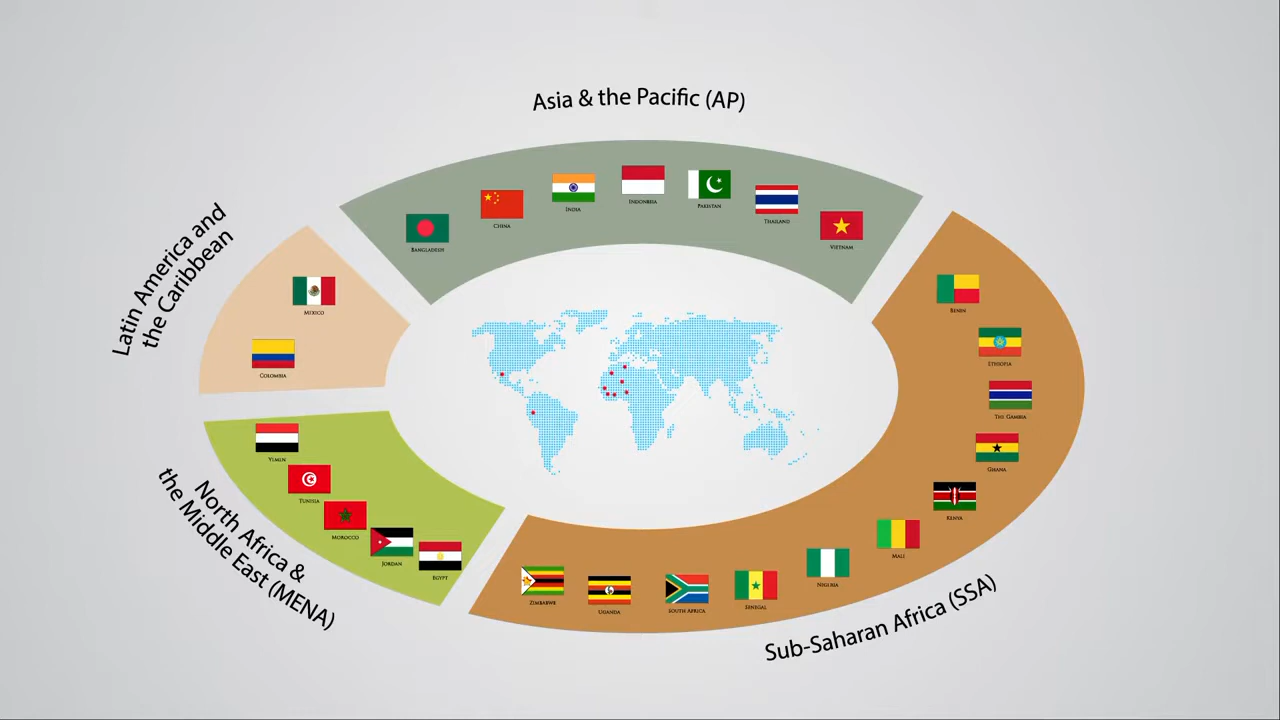 Asia & the Pacific (AP)
BANGLADESH
CHINA
INDIA
INDONESIA
PAKISTAN
THAILAND
VIETNAM
Latin America and
the Caribbean
MEXICO
COLOMBIA
North Africa &
the Middle East (MENA)
YEMEN
TUNISIA
MOROCCO
JORDAN
EGYPT
Sub-Saharan Africa (SSA)
BENIN
ETHIOPIA
THE GAMBIA
GHANA
KENYA
MALI
NIGERIA
SENEGAL
SOUTH AFRICA
UGANDA
ZIMBABWE